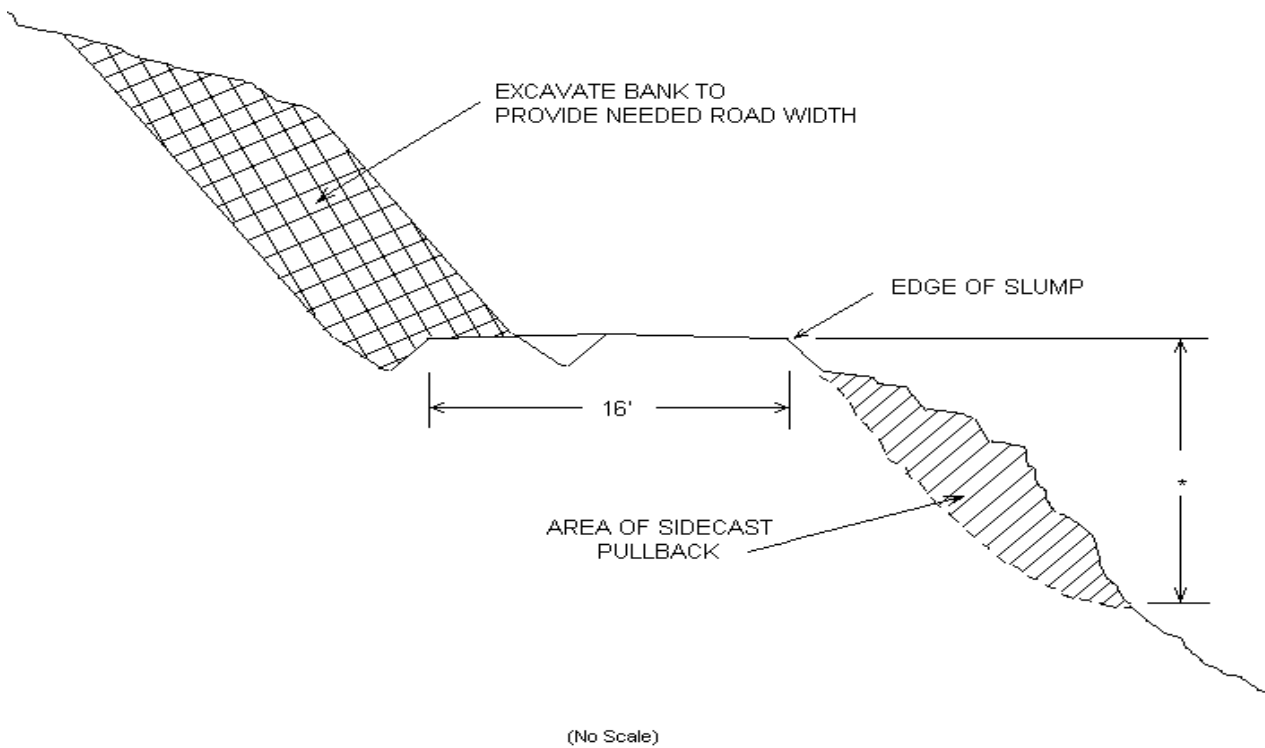 EXCAVATE BANK TO
PROVIDE NEEDED ROAD WIDTH
EDGE OF SLUMP
16'
*
AREA OF SIDECAST
PULLBACK
(No Scale)